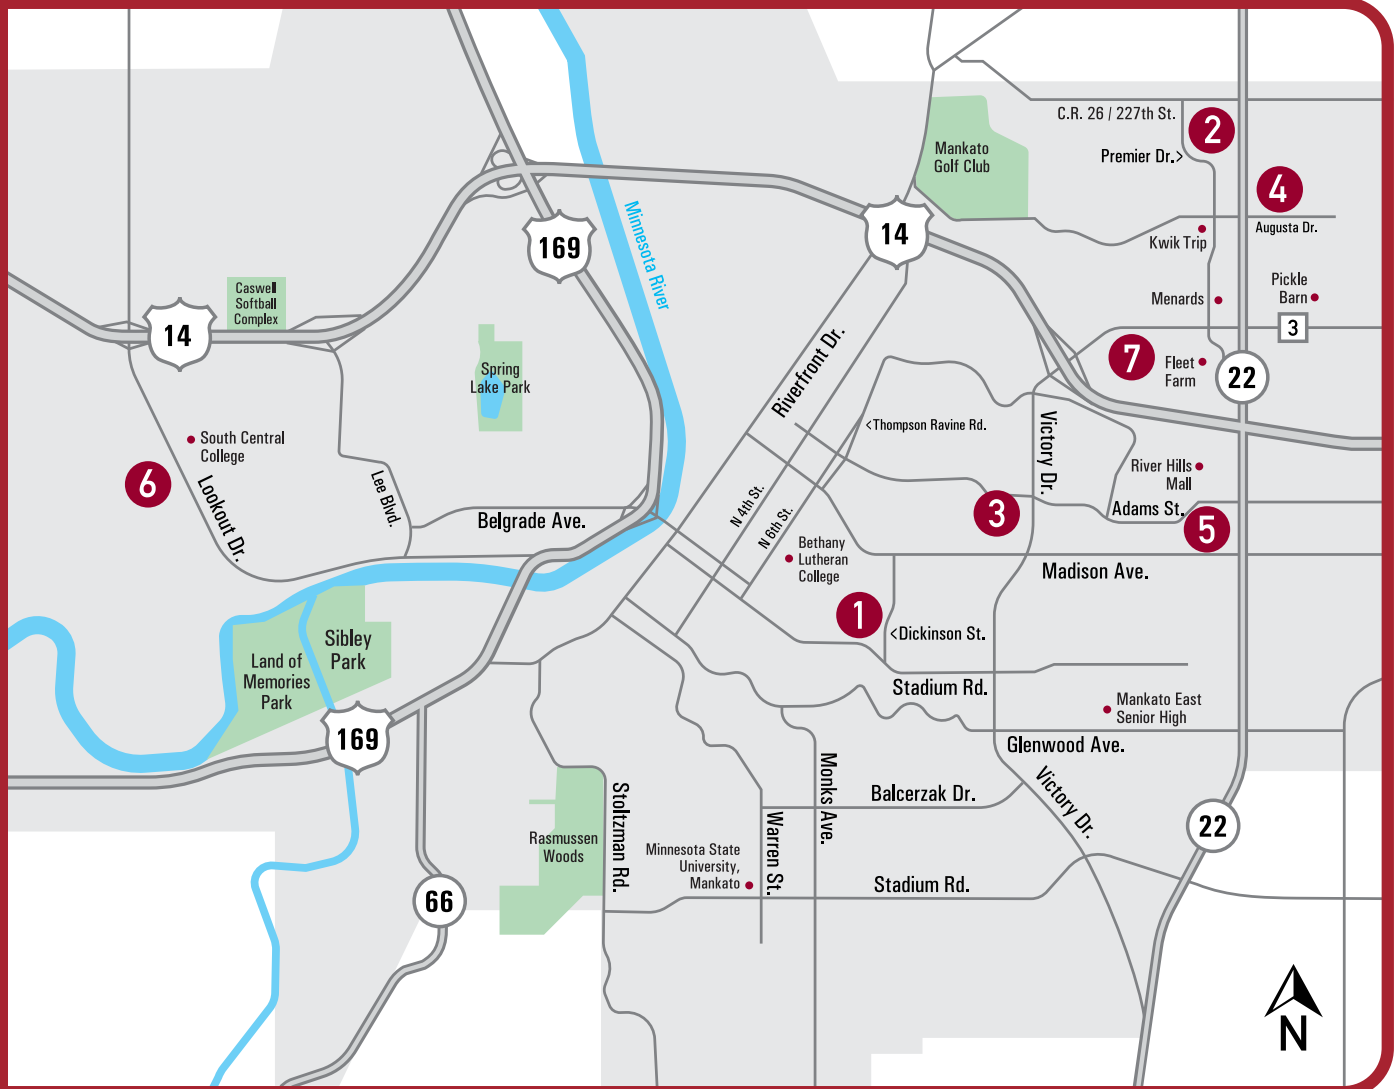 C.R. 26 / 227th St.
2
Premier Dr.>
Mankato
Golf Club
4
Augusta Dr.
Kwik Trip
169
14
Minnesota River
Pickle
Barn
Menards
Caswell
Softball
Complex
14
3
7
Fleet
Farm
22
Riverfront Dr.
Spring
Lake Park
<Thompson Ravine Rd.
Victory Dr.
South Central
College
6
Lookout Dr.
Lee Blvd.
Belgrade Ave.
N 4th St.
N 6th St.
3
River Hills
Mall
Adams St.
5
Bethany
Lutheran
College
Madison Ave.
1
<Dickinson St.
Sibley
Park
Land of
Memories
Park
Stadium Rd.
Mankato East
Senior High
169
Glenwood Ave.
Stoltzman Rd.
Monks Ave.
Balcerzak Dr.
Victory Dr.
22
Rasmussen
Woods
Minnesota State
University,
Mankato
Warren St.
Stadium Rd.
66
N